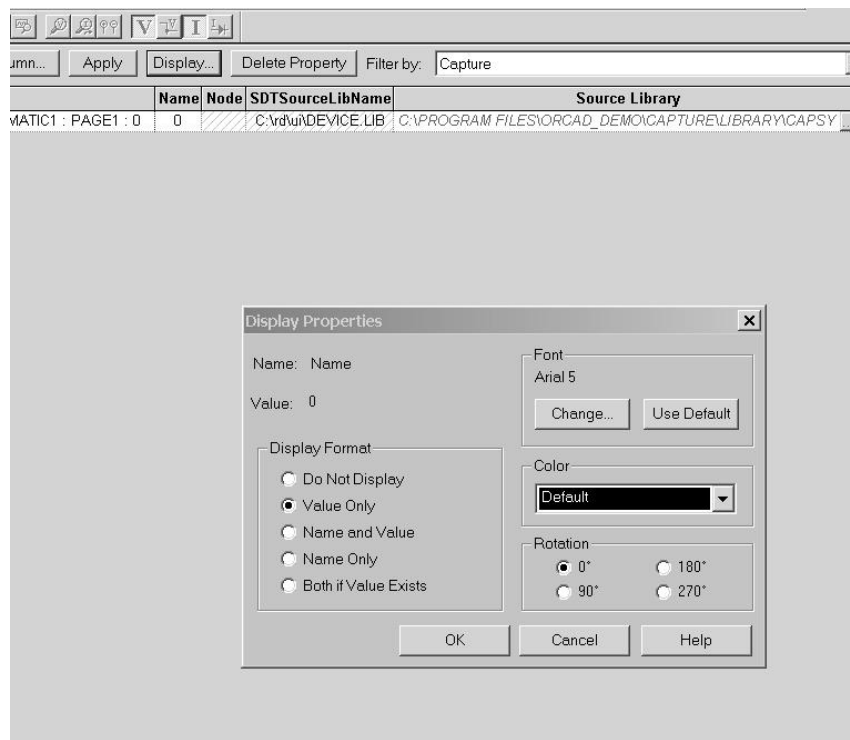 V I
umn... Apply Display... Delete Property Filter by: Capture
Name Node SDTSourceLibName Source Library
MATIC1 : PAGE1 : 0 0 C:\rd\ui\DEVICE.LIB C:\PROGRAM FILES\ORCAD_DEMO\CAPTURE\LIBRARY\CAPSY ...
Display Properties
Name: Name
Value: 0
Display Format
Do Not Display
Value Only
Name and Value
Name Only
Both if Value Exists
Font
Arial 5
Change... Use Default
Color
Default
Rotation
0° 180°
90° 270°
OK Cancel Help